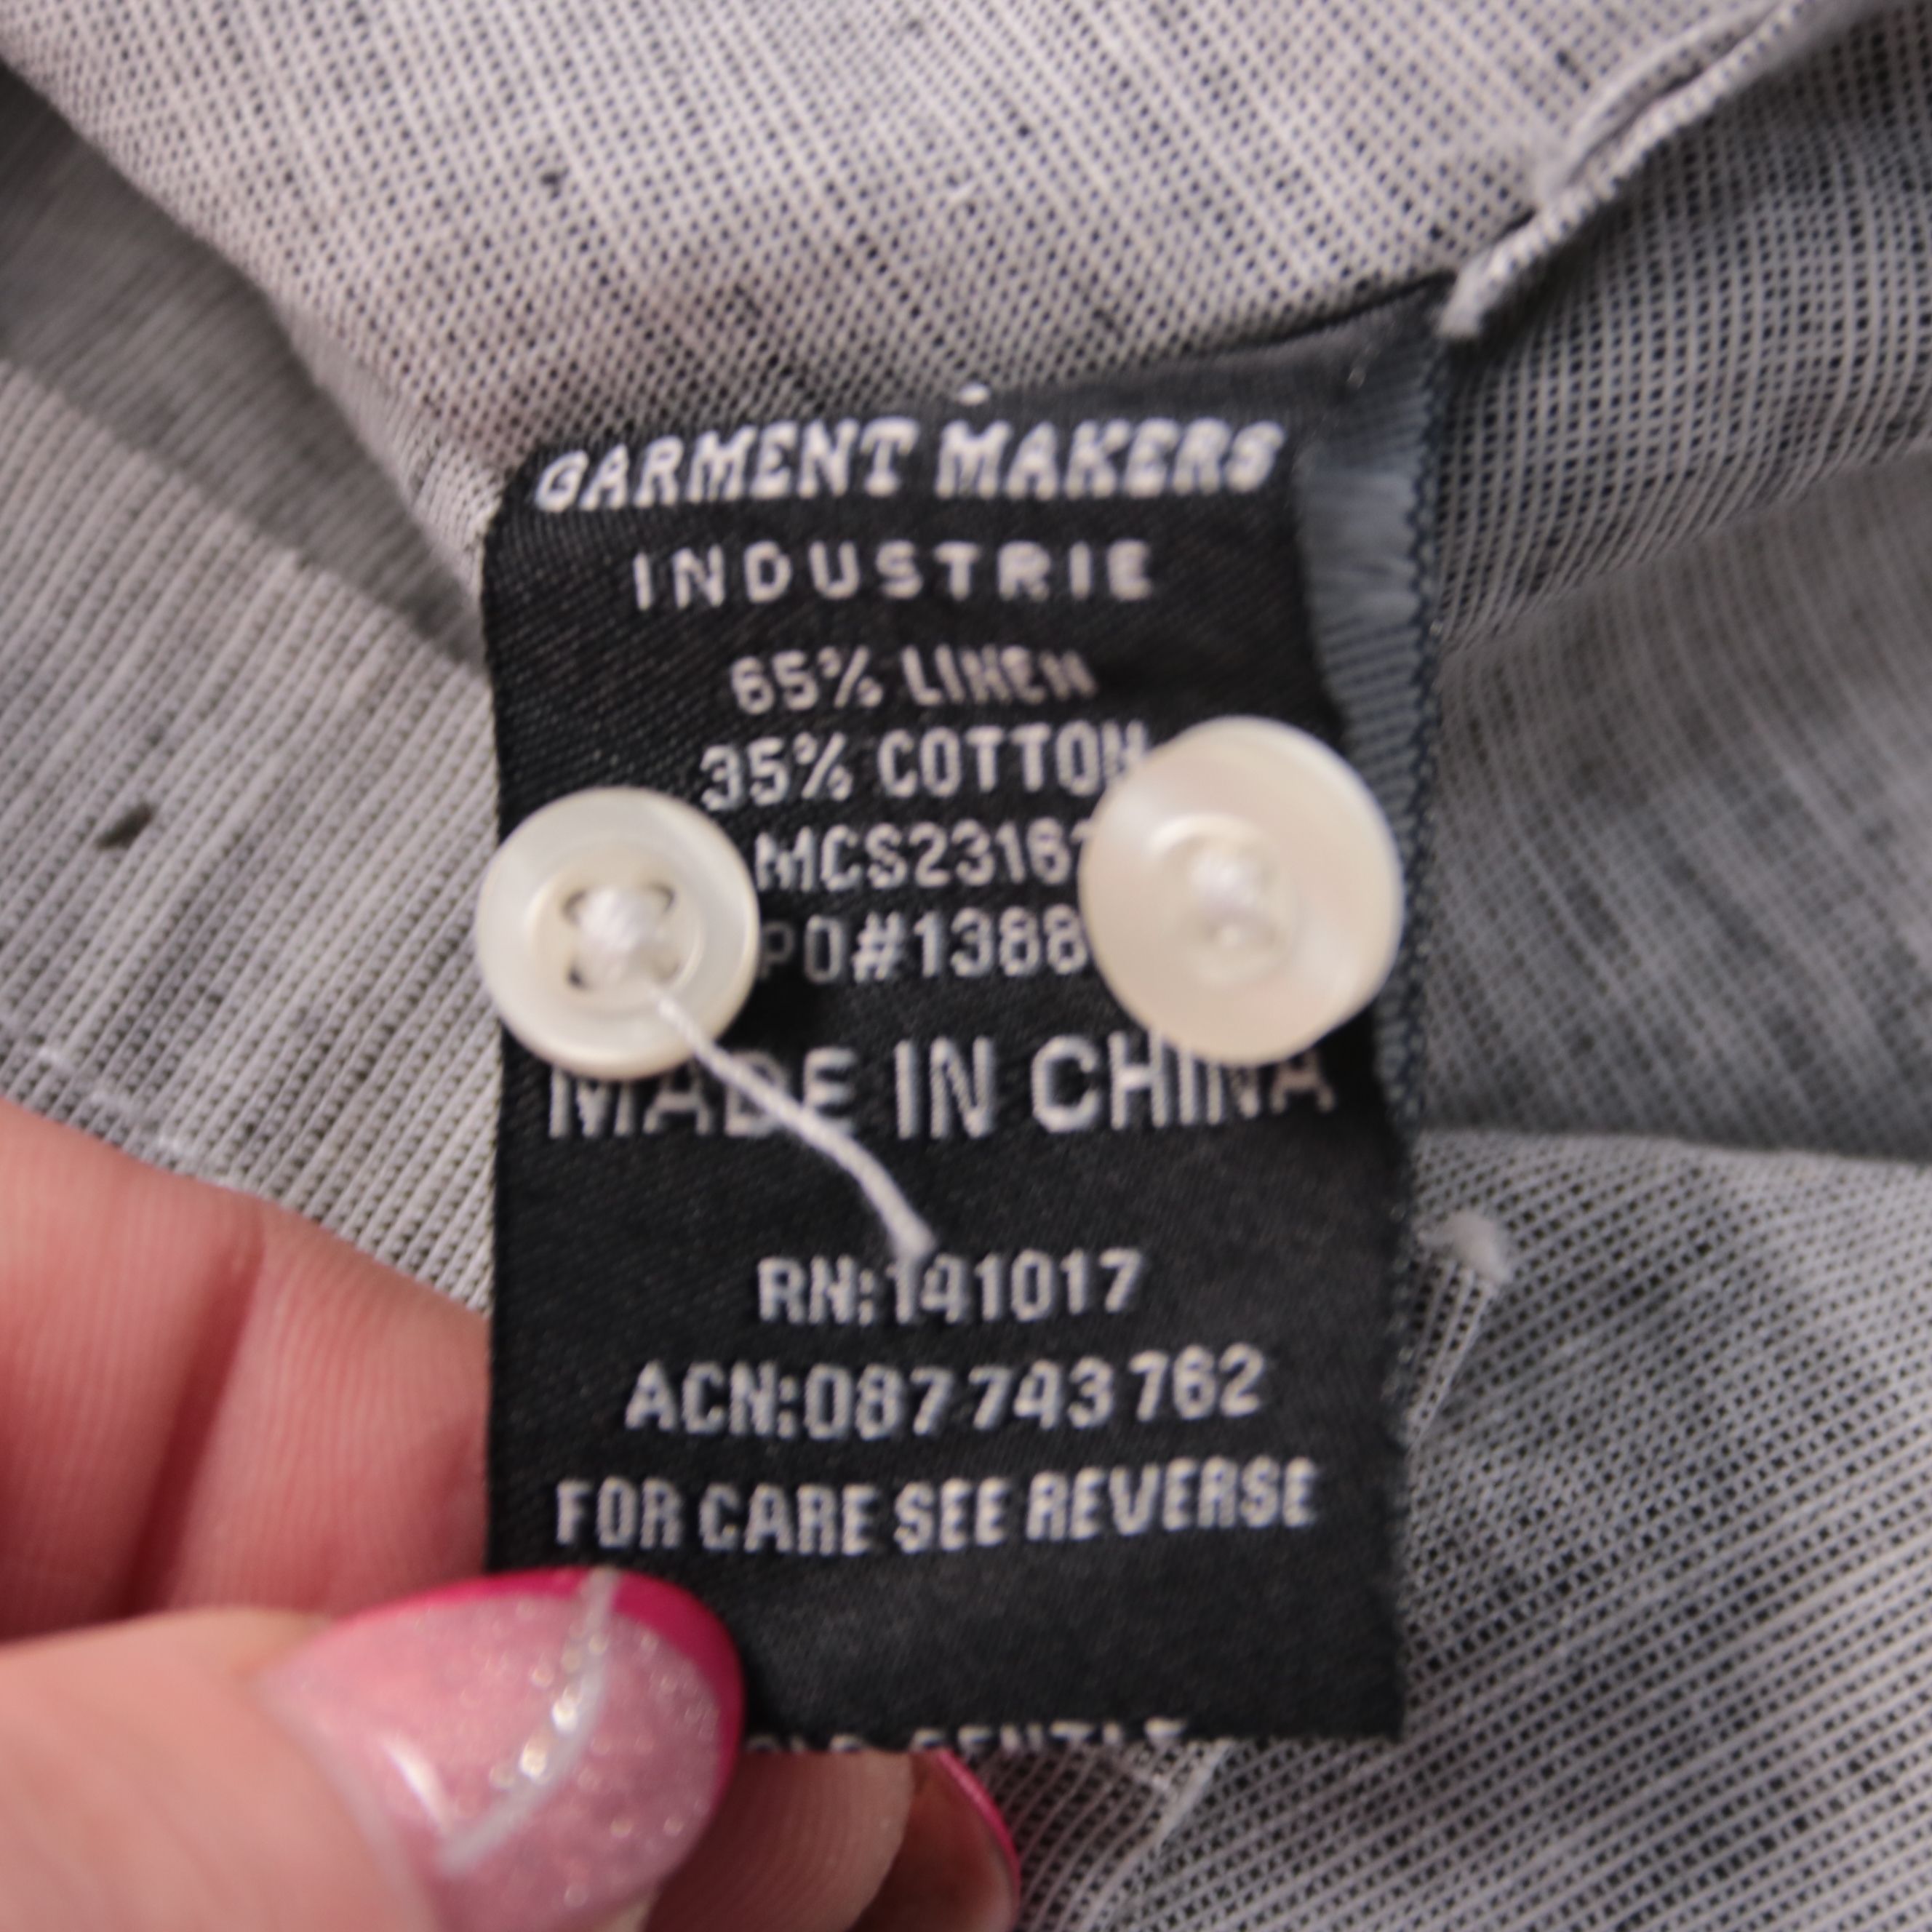 GARMENT MAKERS
INDUSTRIE
65% LINEN
35% COTTON
MADE IN CHINA
RN:141017
ACN:087 743 762
FOR CARE SEE REVERSE
GENTLE